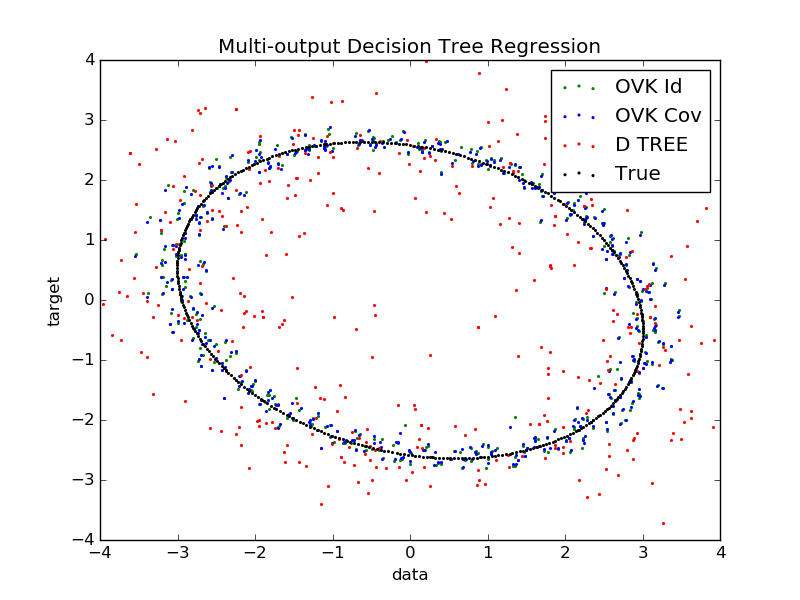 Multi-output Decision Tree Regression
4
3
2
1
0
−1
−2
−3
−4
target
OVK Id
OVK Cov
D TREE
True
−4 −3 −2 −1 0 1 2 3 4
data